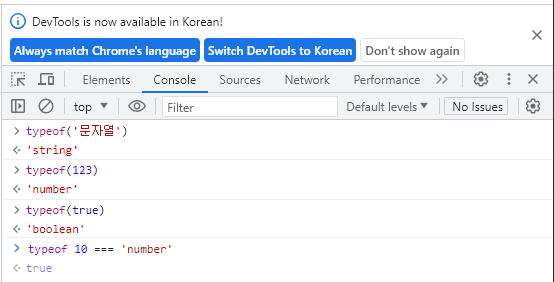 DevTools is now available in Korean!
Always match Chrome's language Switch DevTools to Korean Don't show again
Elements Console Sources Network Performance
top Filter Default levels No Issues
typeof('문자열')
'string'
typeof(123)
'number'
typeof(true)
'boolean'
typeof 10 === 'number'
true